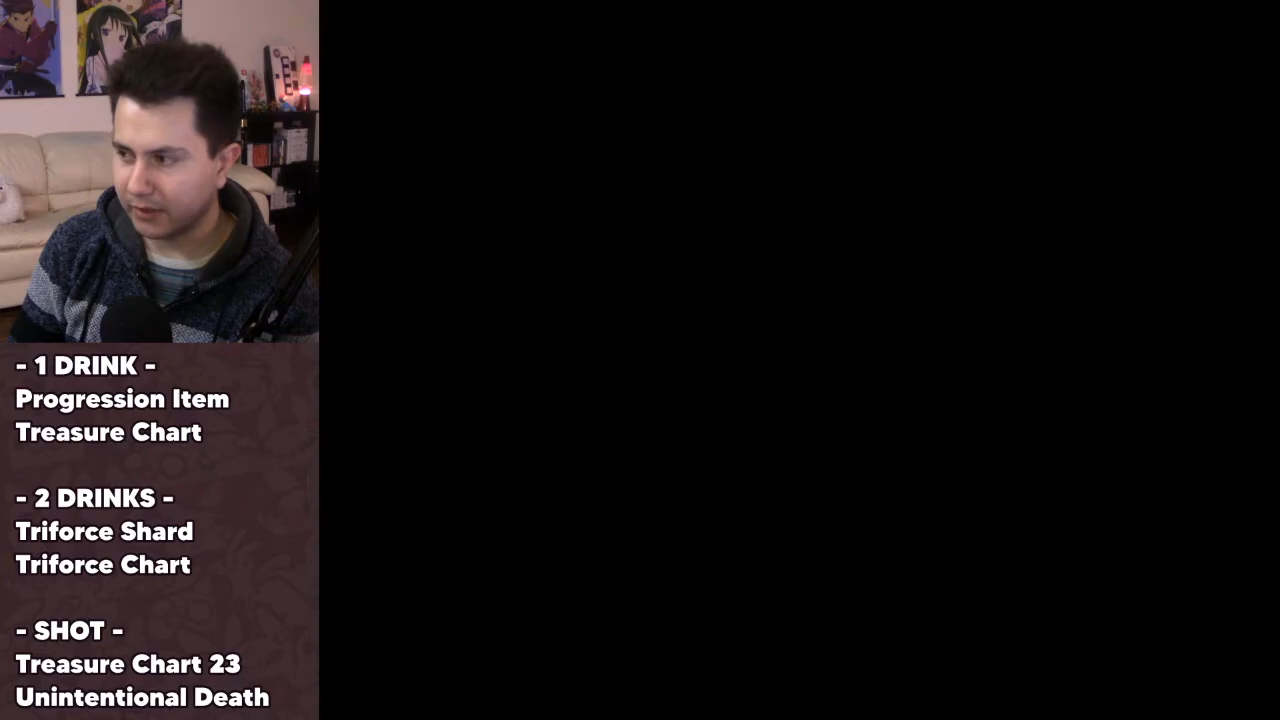 - 1 DRINK -
Progression Item
Treasure Chart
- 2 DRINKS -
Triforce Shard
Triforce Chart
- SHOT -
Treasure Chart 23
Unintentional Death